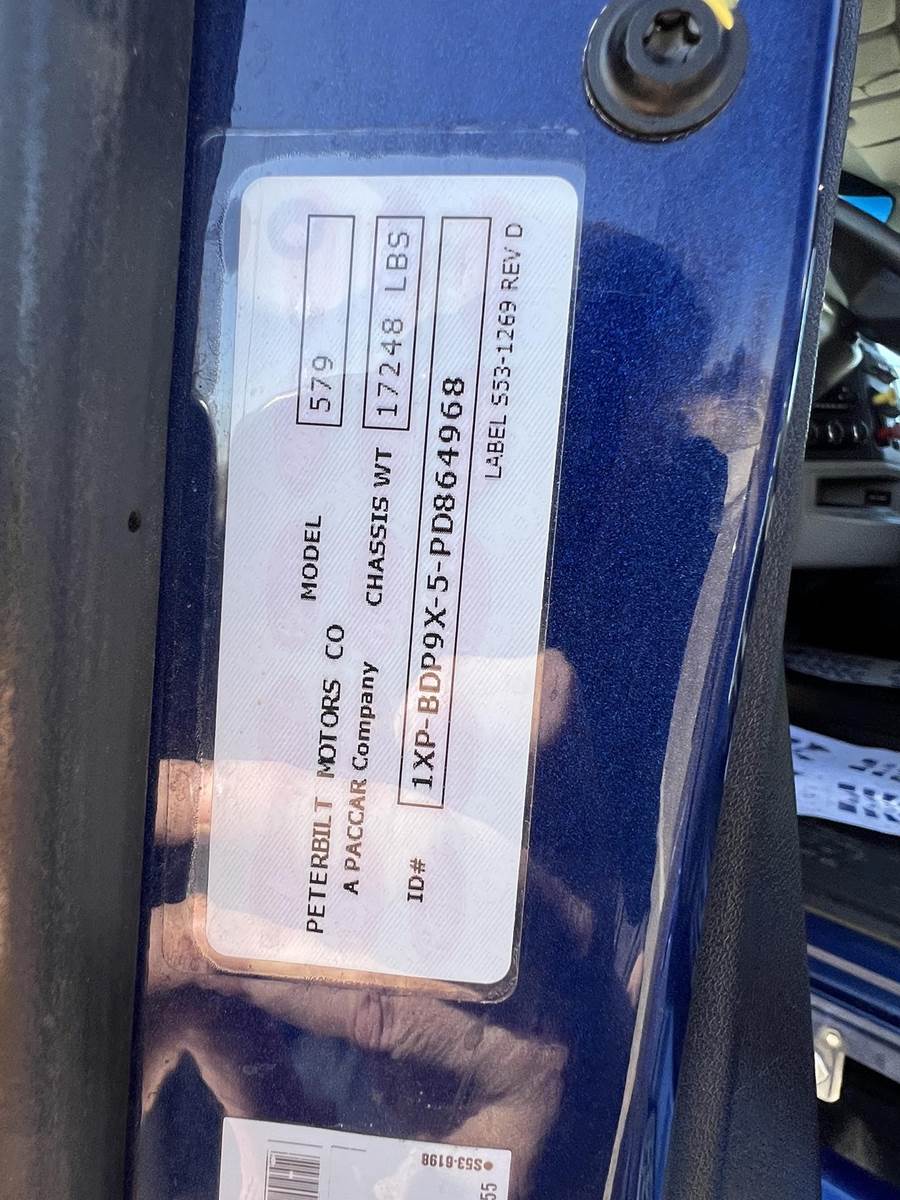 PETERBILT MOTORS CO MODEL 579
A PACCAR Company CHASSIS WT 17248 LBS
ID# 1XP-BDP9X-5-PD864968
LABEL S53-1269 REV D
S53-6198
55